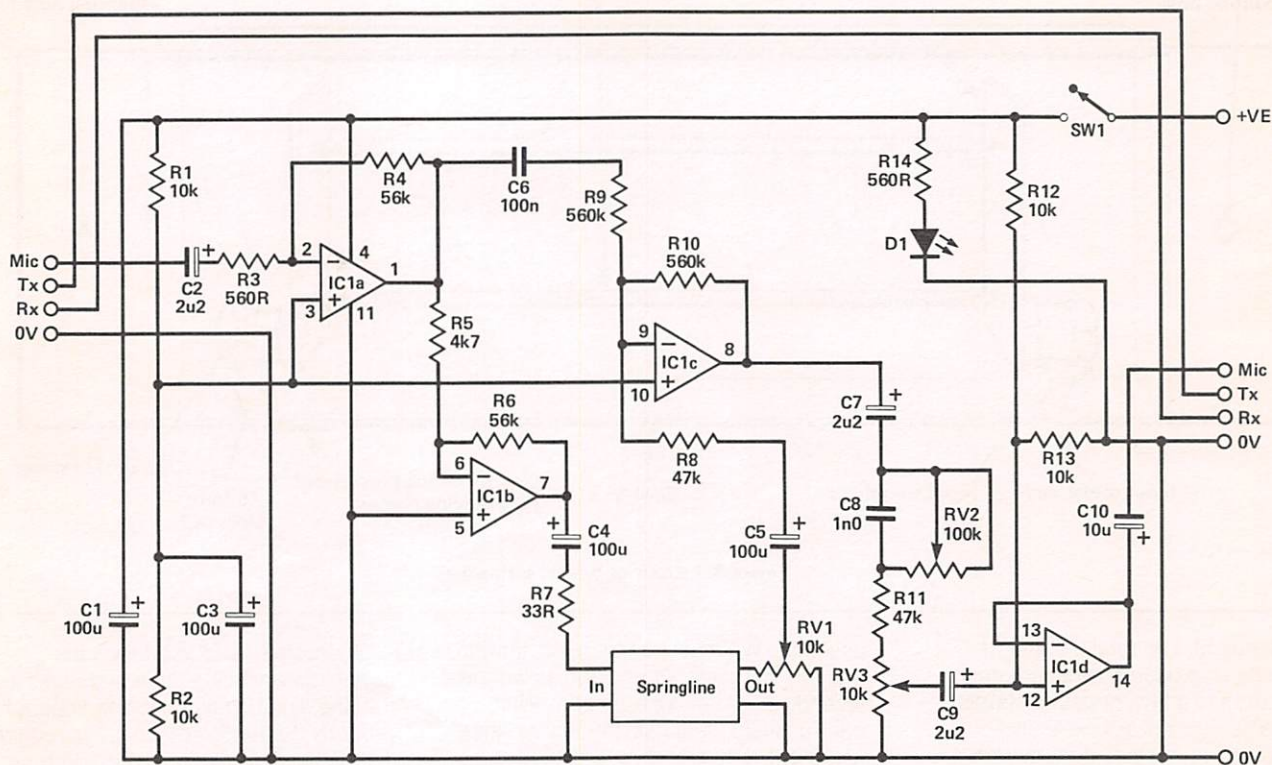 +VE
SW1
R1
10k
R4
56k
C6
100n
R9
560k
R14
560R
R12
10k
D1
Mic
Tx
Rx
0V
C2
2u2
+
R3
560R
2
−
3
+
4
IC1a
1
11
R10
560k
R5
4k7
9
−
IC1c
8
10
+
R6
56k
C7
2u2
+
Mic
Tx
Rx
0V
R8
47k
R13
10k
6
−
IC1b
7
5
+
C8
1n0
RV2
100k
C10
10u
+
C4
100u
+
C5
100u
+
C1
100u
+
C3
100u
+
R7
33R
R11
47k
RV1
10k
13
−
IC1d
14
12
+
R2
10k
In
Springline
Out
RV3
10k
C9
2u2
+
0V